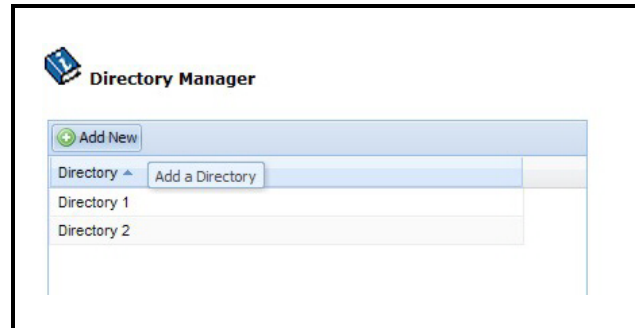 Directory Manager
Add New
Directory
Add a Directory
Directory 1
Directory 2